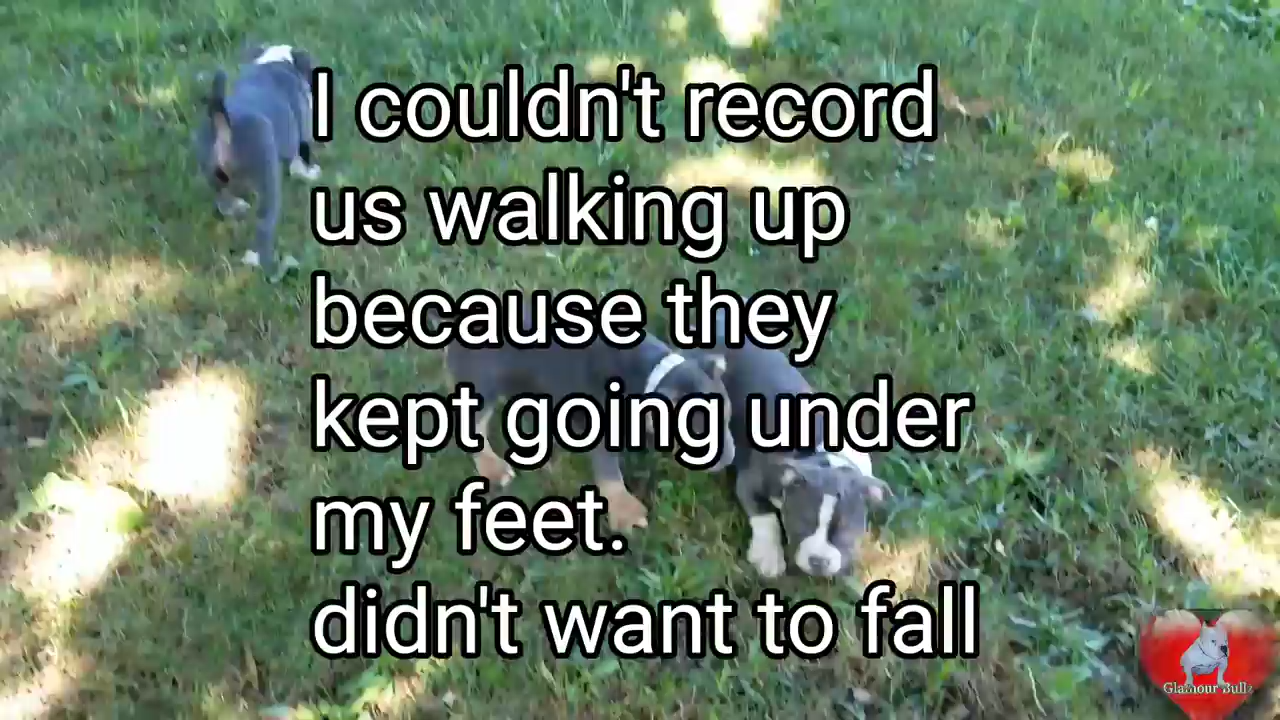 I couldn't record
us walking up
because they
kept going under
my feet.
didn't want to fall
Glamour Bullz